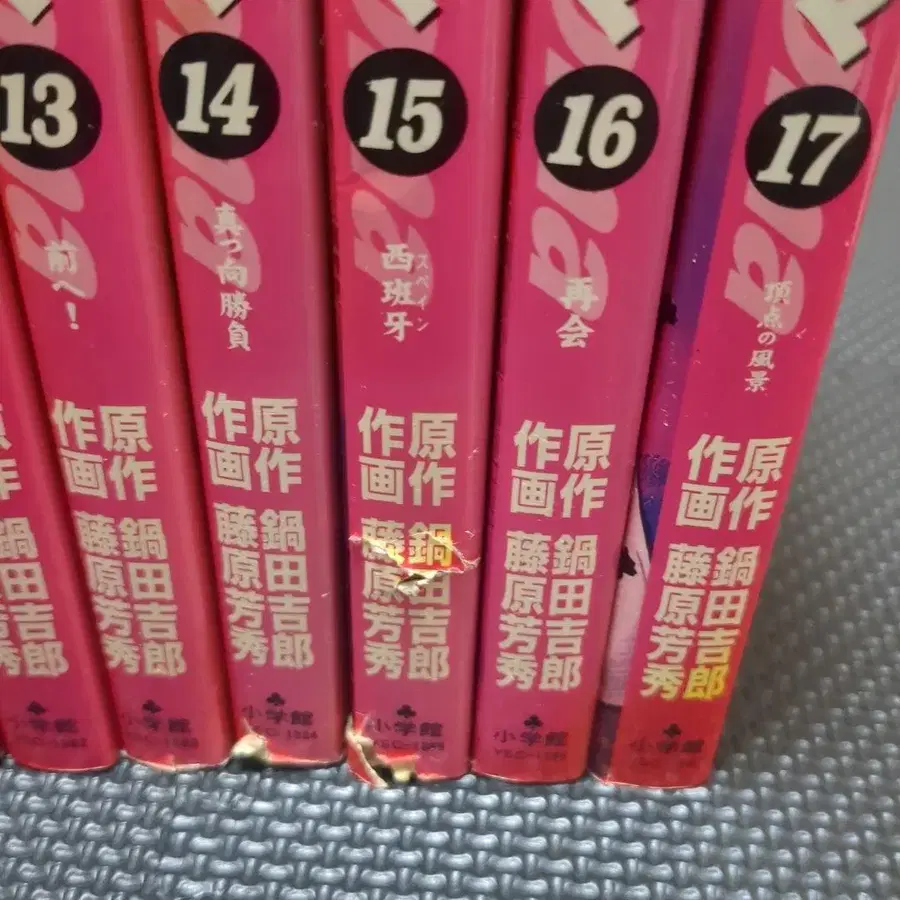 13
前へ!
原作 鍋田吉郎
作画 藤原芳秀
14
真っ向勝負
原作 鍋田吉郎
作画 藤原芳秀
小学館
15
西班牙
スペイン
原作 鍋田吉郎
作画 藤原芳秀
小学館
16
再会
原作 鍋田吉郎
作画 藤原芳秀
小学館
17
頂点の風景
原作 鍋田吉郎
作画 藤原芳秀
小学館